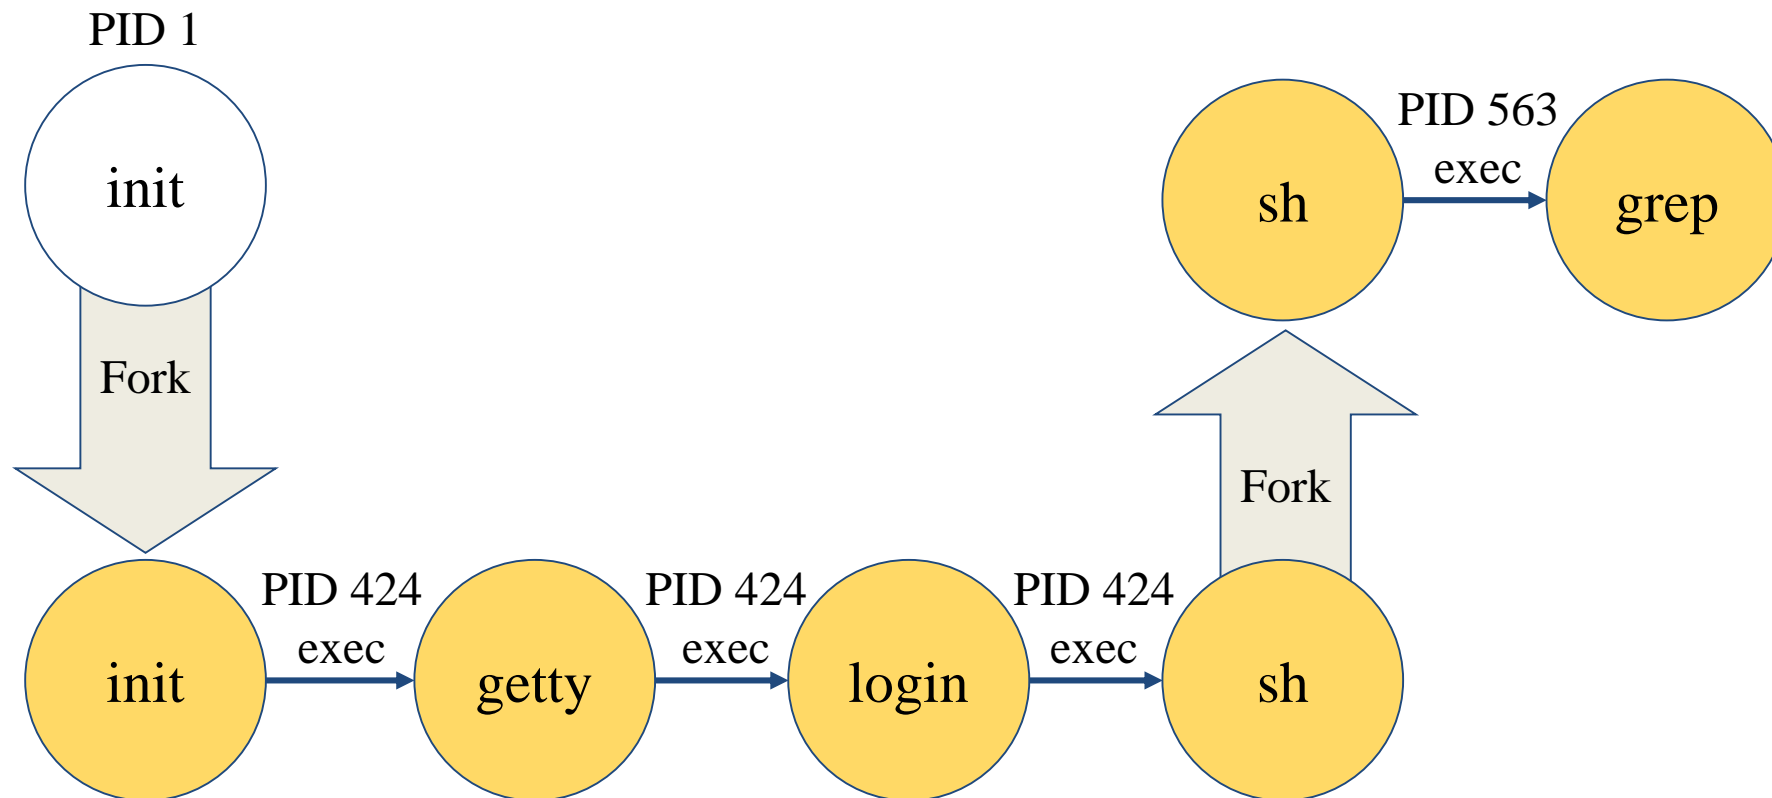 PID 1
init
Fork
init
PID 424
exec
getty
PID 424
exec
login
PID 424
exec
sh
Fork
sh
PID 563
exec
grep